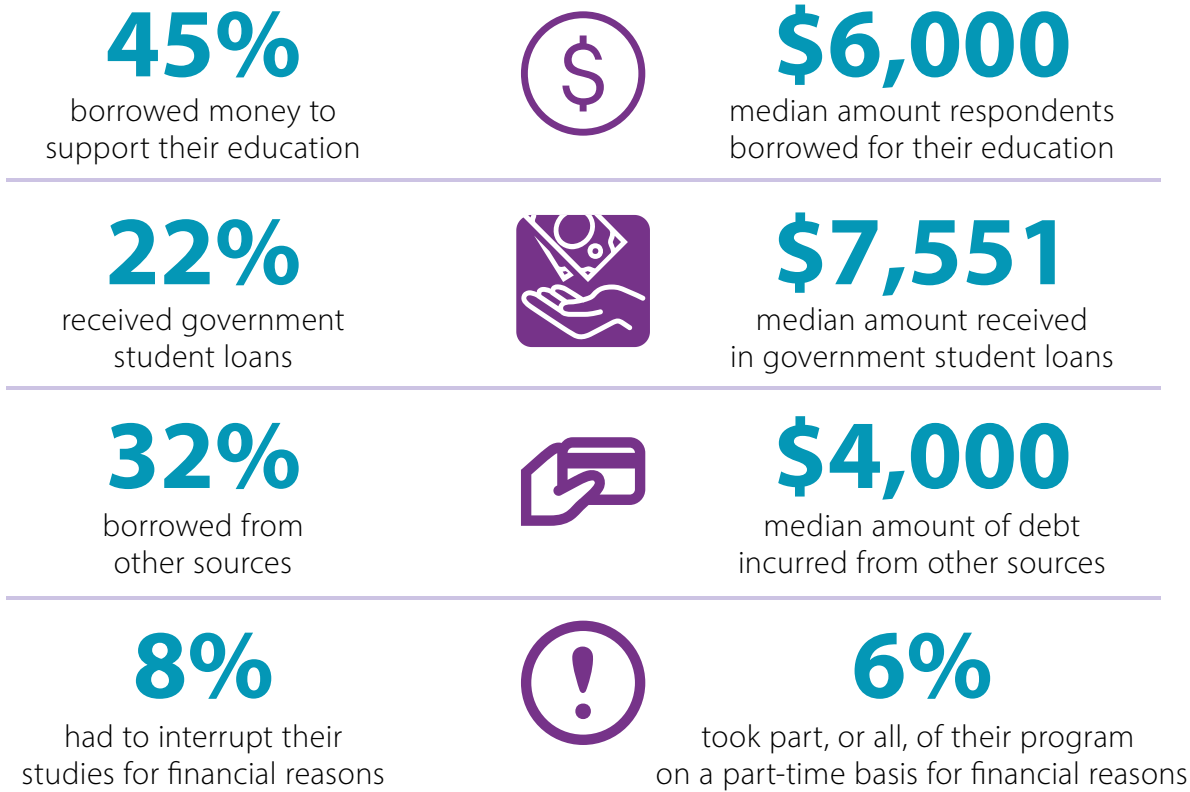 45%
borrowed money to
support their education
$
$6,000
median amount respondents
borrowed for their education
22%
received government
student loans
$7,551
median amount received
in government student loans
32%
borrowed from
other sources
$4,000
median amount of debt
incurred from other sources
8%
had to interrupt their
studies for financial reasons
!
6%
took part, or all, of their program
on a part-time basis for financial reasons